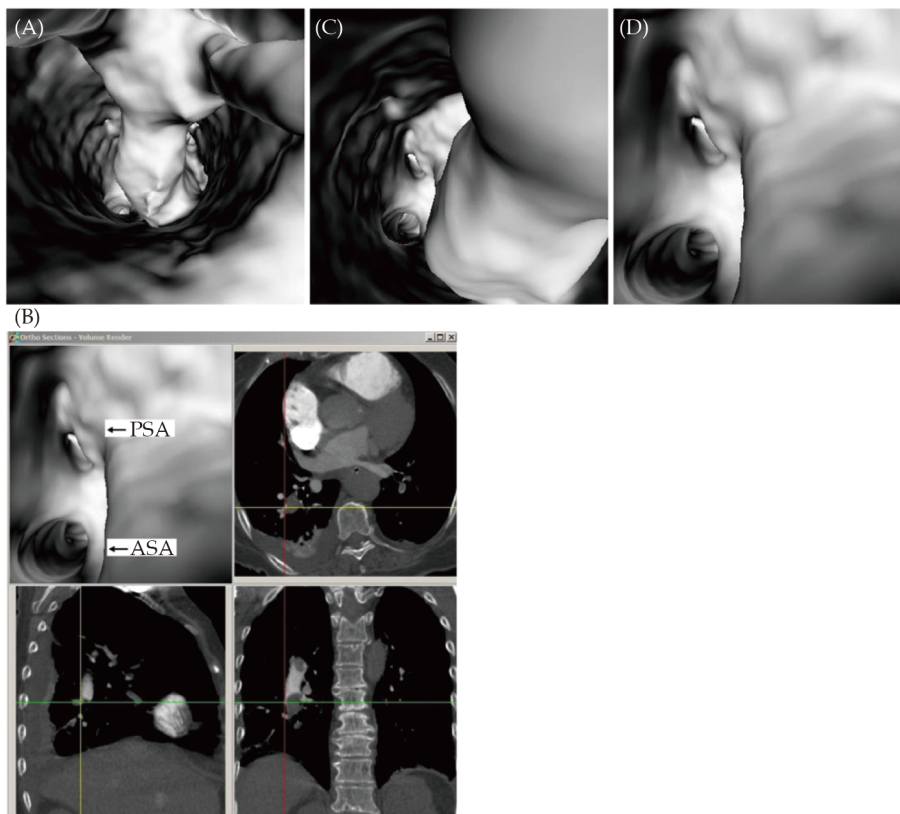 (A)
(C)
(D)
(B)
Ortho Sections - Volume Render
PSA
ASA